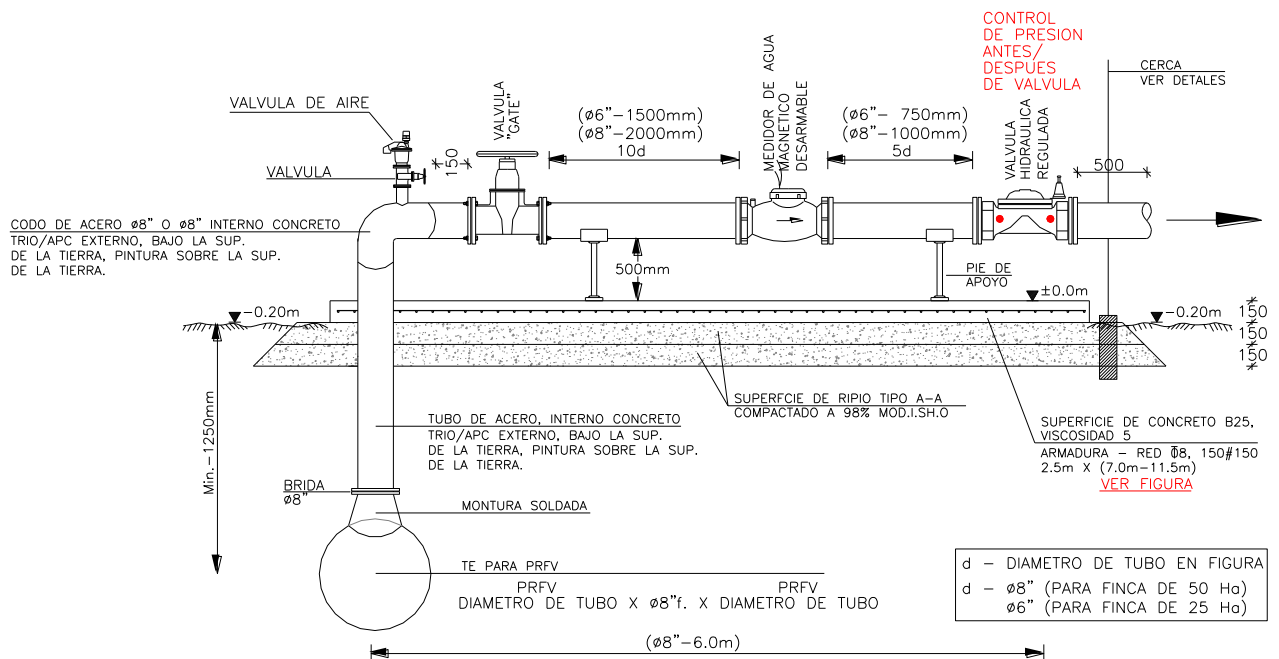 CONTROL
DE PRESION
ANTES/
DESPUES
DE VALVULA
CERCA
VER DETALES
VALVULA DE AIRE
VALVULA
150
VALVULA
"GATE"
(ø6"-1500mm)
(ø8"-2000mm)
10d
MEDIDOR DE AGUA
MAGNETICO
DESARMABLE
(ø6"- 750mm)
(ø8"-1000mm)
5d
VALVULA
HIDRAULICA
REGULADA
500
CODO DE ACERO ø8" O ø8" INTERNO CONCRETO
TRIO/APC EXTERNO, BAJO LA SUP.
DE LA TIERRA, PINTURA SOBRE LA SUP.
DE LA TIERRA.
500mm
PIE DE
APOYO
±0.0m
-0.20m
-0.20m
150
150
150
Min.-1250mm
SUPERFCIE DE RIPIO TIPO A-A
COMPACTADO A 98% MOD.I.SH.O
TUBO DE ACERO, INTERNO CONCRETO
TRIO/APC EXTERNO, BAJO LA SUP.
DE LA TIERRA, PINTURA SOBRE LA SUP.
DE LA TIERRA.
SUPERFICIE DE CONCRETO B25,
VISCOSIDAD 5
ARMADURA - RED Ф8, 150#150
2.5m X (7.0m-11.5m)
VER FIGURA
BRIDA
ø8"
MONTURA SOLDADA
TE PARA PRFV
PRFV PRFV
DIAMETRO DE TUBO X ø8"f. X DIAMETRO DE TUBO
d - DIAMETRO DE TUBO EN FIGURA
d - ø8" (PARA FINCA DE 50 Ha)
ø6" (PARA FINCA DE 25 Ha)
(ø8"-6.0m)